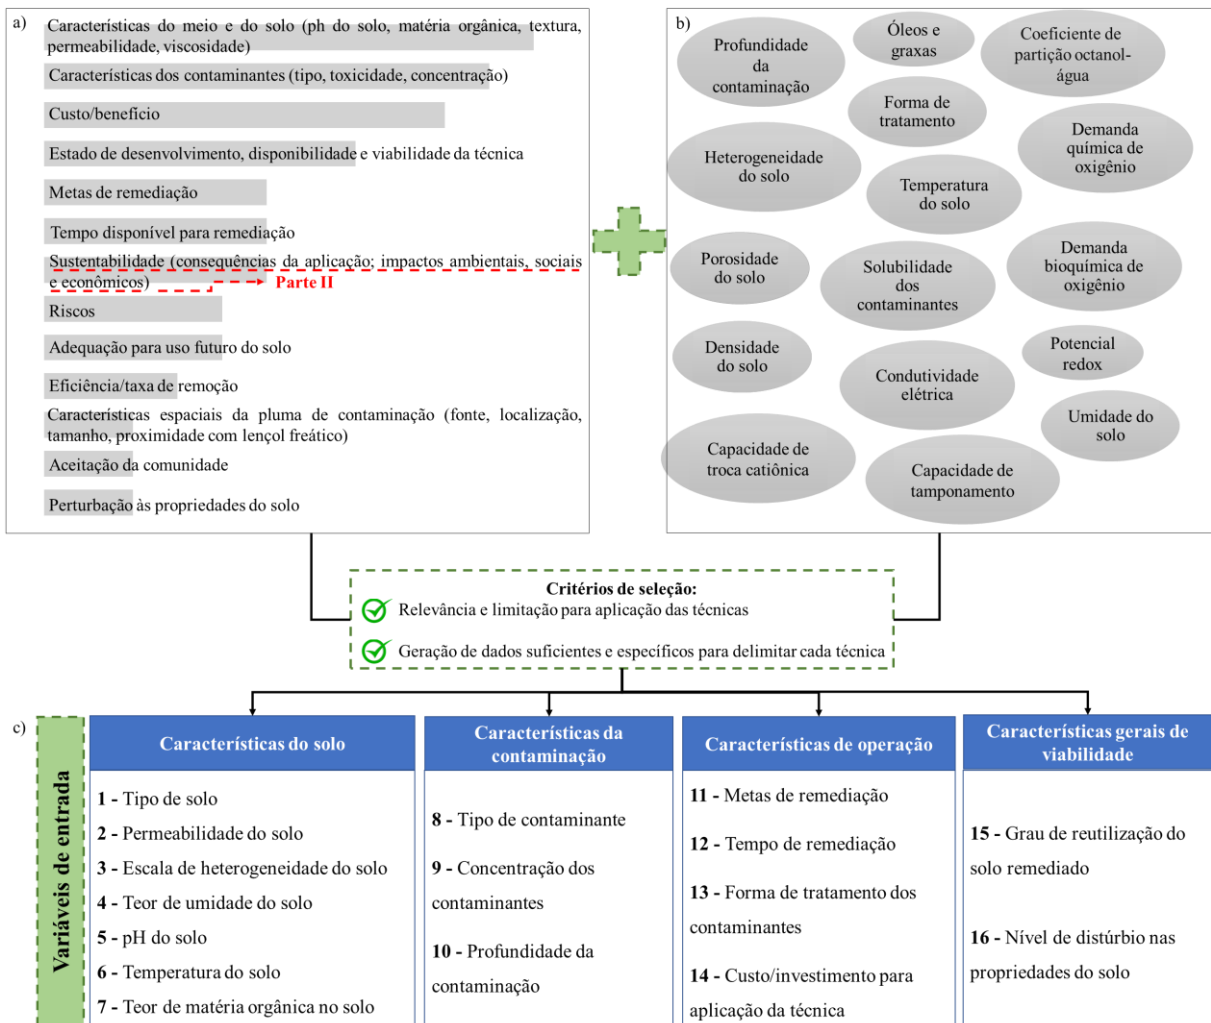 a)
Características do meio e do solo (ph do solo, matéria orgânica, textura,
permeabilidade, viscosidade)
Características dos contaminantes (tipo, toxicidade, concentração)
Custo/benefício
Estado de desenvolvimento, disponibilidade e viabilidade da técnica
Metas de remediação
Tempo disponível para remediação
Sustentabilidade (consequências da aplicação; impactos ambientais, sociais
e econômicos)
Parte II
Riscos
Adequação para uso futuro do solo
Eficiência/taxa de remoção
Características espaciais da pluma de contaminação (fonte, localização,
tamanho, proximidade com lençol freático)
Aceitação da comunidade
Perturbação às propriedades do solo
b)
Profundidade
da
contaminação
Óleos e
graxas
Coeficiente de
partição octanol-
água
Forma de
tratamento
Heterogeneidade
do solo
Demanda
química de
oxigênio
Temperatura
do solo
Porosidade
do solo
Solubilidade
dos
contaminantes
Demanda
bioquímica de
oxigênio
Densidade
do solo
Potencial
redox
Condutividade
elétrica
Umidade do
solo
Capacidade de
troca catiônica
Capacidade de
tamponamento
Critérios de seleção:
Relevância e limitação para aplicação das técnicas
Geração de dados suficientes e específicos para delimitar cada técnica
c)
Variáveis de entrada
Características do solo
1 - Tipo de solo
2 - Permeabilidade do solo
3 - Escala de heterogeneidade do solo
4 - Teor de umidade do solo
5 - pH do solo
6 - Temperatura do solo
7 - Teor de matéria orgânica no solo
Características da
contaminação
8 - Tipo de contaminante
9 - Concentração dos
contaminantes
10 - Profundidade da
contaminação
Características de operação
11 - Metas de remediação
12 - Tempo de remediação
13 - Forma de tratamento dos
contaminantes
14 - Custo/investimento para
aplicação da técnica
Características gerais de
viabilidade
15 - Grau de reutilização do
solo remediado
16 - Nível de distúrbio nas
propriedades do solo